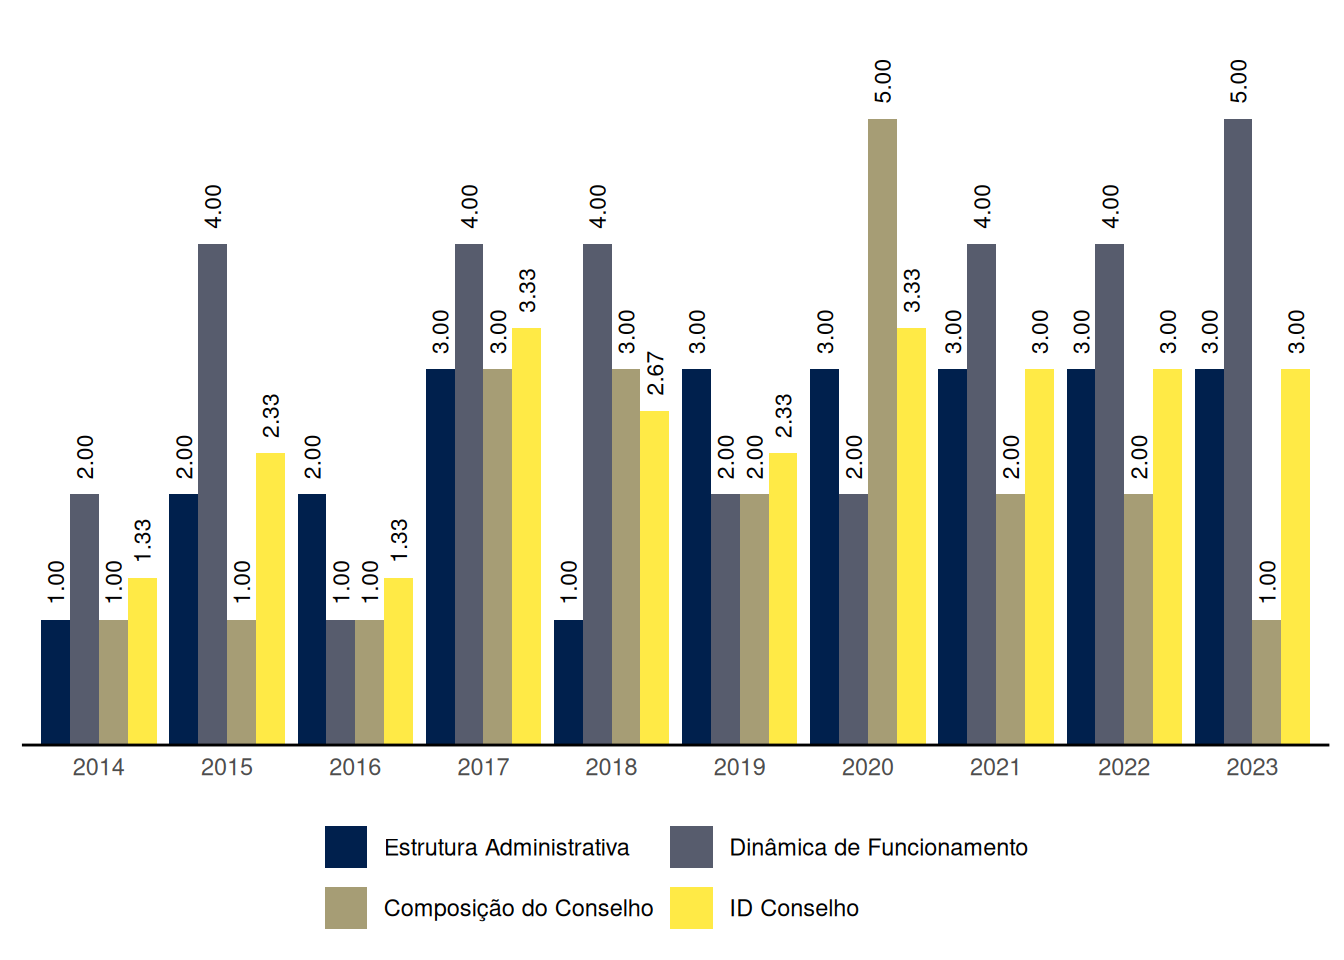 5.00 5.00
4.00 4.00 4.00 4.00 4.00
3.33 3.33
3.00 3.00 3.00 3.00 3.00 3.00 3.00 3.00 3.00 3.00 3.00
2.67
2.33 2.33
2.00 2.00 2.00 2.00 2.00 2.00 2.00 2.00
1.33 1.33
1.00 1.00 1.00 1.00 1.00 1.00 1.00
2014 2015 2016 2017 2018 2019 2020 2021 2022 2023
Estrutura Administrativa Dinâmica de Funcionamento
Composição do Conselho ID Conselho